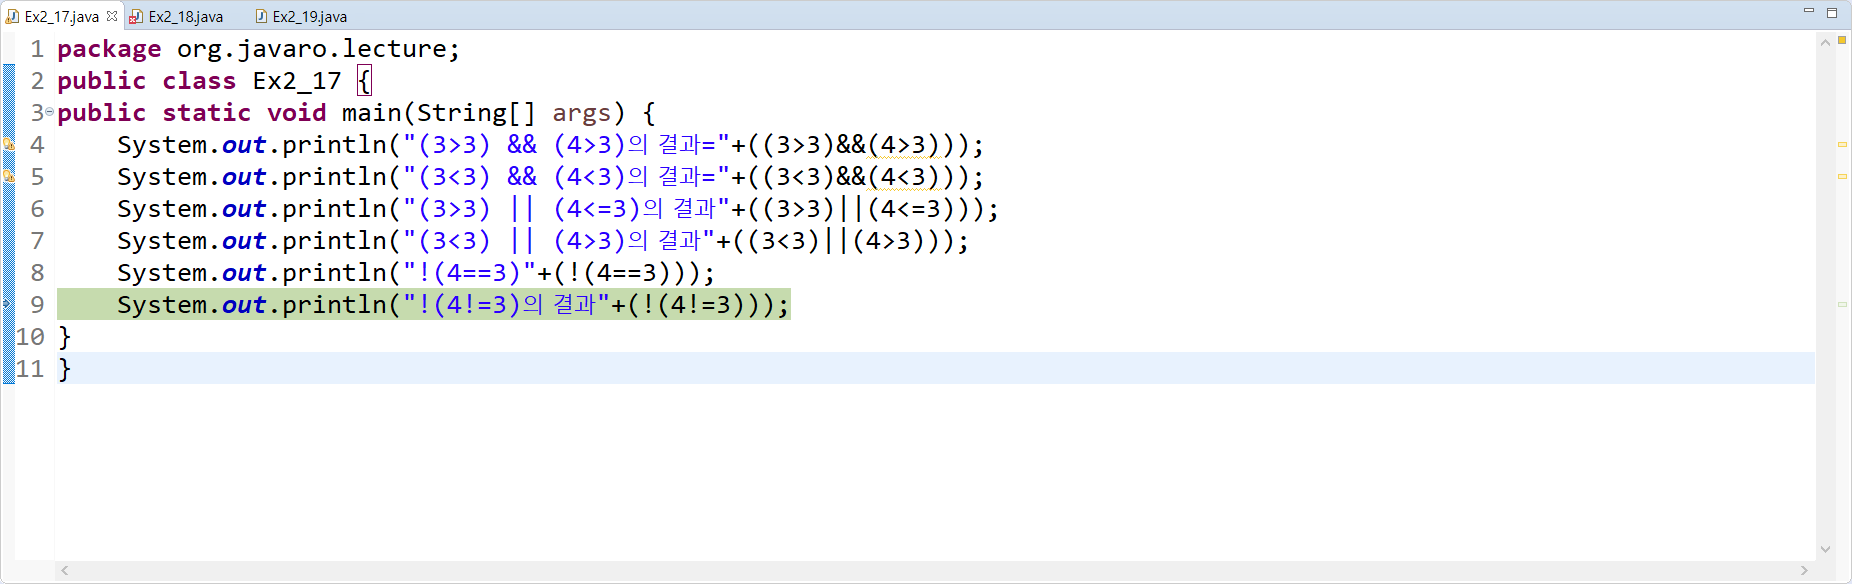 Ex2_17.java Ex2_18.java Ex2_19.java
1 package org.javaro.lecture;
2 public class Ex2_17 {
3 public static void main(String[] args) {
4     System.out.println("(3>3) && (4>3)의 결과="+((3>3)&&(4>3)));
5     System.out.println("(3<3) && (4<3)의 결과="+((3<3)&&(4<3)));
6     System.out.println("(3>3) || (4<=3)의 결과"+((3>3)||(4<=3)));
7     System.out.println("(3<3) || (4>3)의 결과"+((3<3)||(4>3)));
8     System.out.println("!(4==3)"+(!(4==3)));
9     System.out.println("!(4!=3)의 결과"+(!(4!=3)));
10 }
11 }